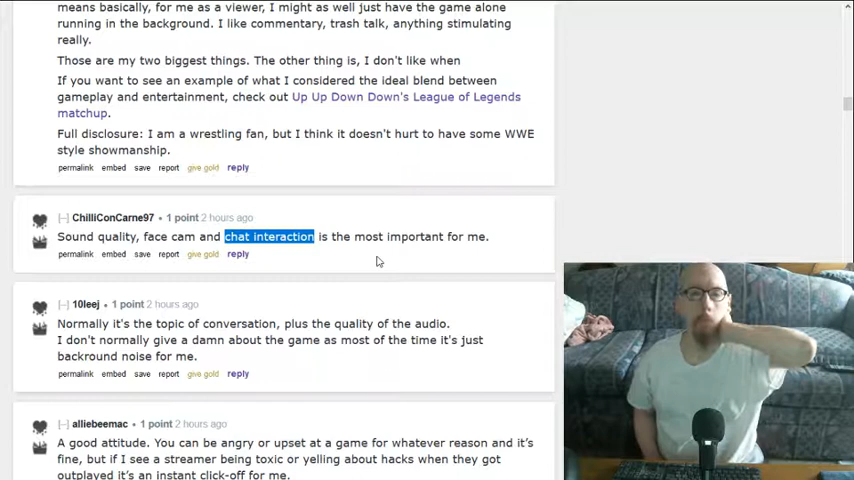 means basically, for me as a viewer, I might as well just have the game alone
running in the background. I like commentary, trash talk, anything stimulating
really.
Those are my two biggest things. The other thing is, I don't like when
If you want to see an example of what I considered the ideal blend between
gameplay and entertainment, check out Up Up Down Down's League of Legends
matchup.
Full disclosure: I am a wrestling fan, but I think it doesn't hurt to have some WWE
style showmanship.
permalink embed save report give gold reply
[–] ChilliConCarne97 • 1 point 2 hours ago
Sound quality, face cam and chat interaction is the most important for me.
permalink embed save report give gold reply
[–] 10leej • 1 point 2 hours ago
Normally it's the topic of conversation, plus the quality of the audio.
I don't normally give a damn about the game as most of the time it's just
backround noise for me.
permalink embed save report give gold reply
[–] alliebeemac • 1 point 2 hours ago
A good attitude. You can be angry or upset at a game for whatever reason and it's
fine, but if I see a streamer being toxic or yelling about hacks when they got
outplayed it's an instant click-off for me.